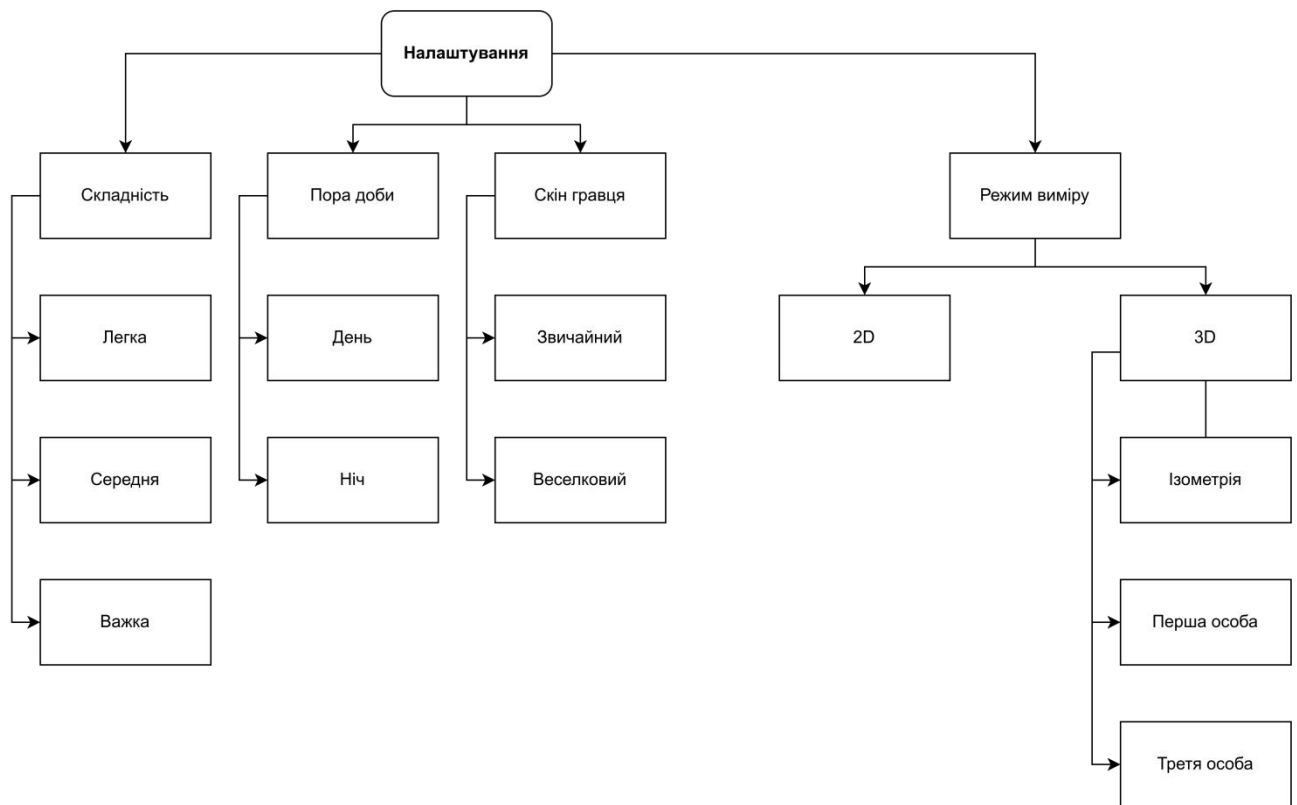 Налаштування
Складність
Пора доби
Скін гравця
Режим виміру
Легка
День
Звичайний
2D
3D
Середня
Ніч
Веселковий
Ізометрія
Важка
Перша особа
Третя особа